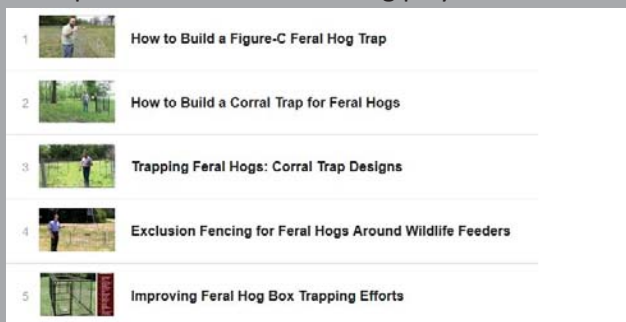 1 How to Build a Figure-C Feral Hog Trap
2 How to Build a Corral Trap for Feral Hogs
3 Trapping Feral Hogs: Corral Trap Designs
4 Exclusion Fencing for Feral Hogs Around Wildlife Feeders
5 Improving Feral Hog Box Trapping Efforts